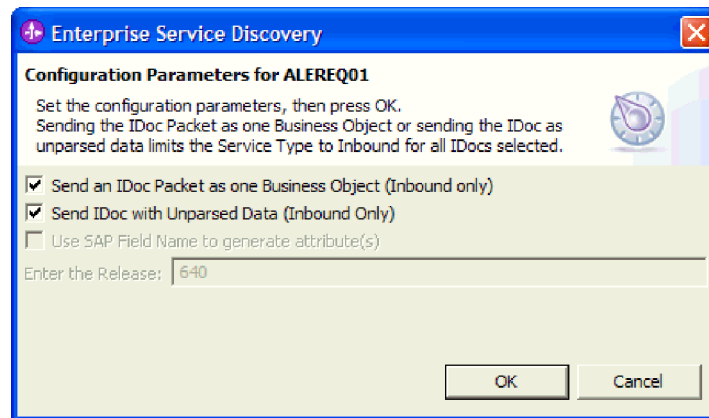 Enterprise Service Discovery
Configuration Parameters for ALEREQ01
Set the configuration parameters, then press OK.
Sending the IDoc Packet as one Business Object or sending the IDoc as
unparsed data limits the Service Type to Inbound for all IDocs selected.
Send an IDoc Packet as one Business Object (Inbound only)
Send IDoc with Unparsed Data (Inbound Only)
Use SAP Field Name to generate attribute(s)
Enter the Release: 640
OK Cancel